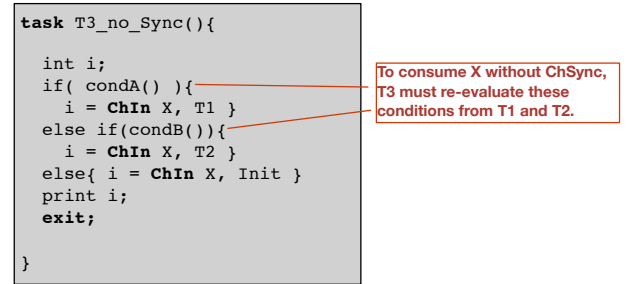 task T3_no_Sync(){
int i;
if( condA() ){
i = ChIn X, T1 }
else if(condB()){
i = ChIn X, T2 }
else{ i = ChIn X, Init }
print i;
exit;
}
To consume X without ChSync,
T3 must re-evaluate these
conditions from T1 and T2.